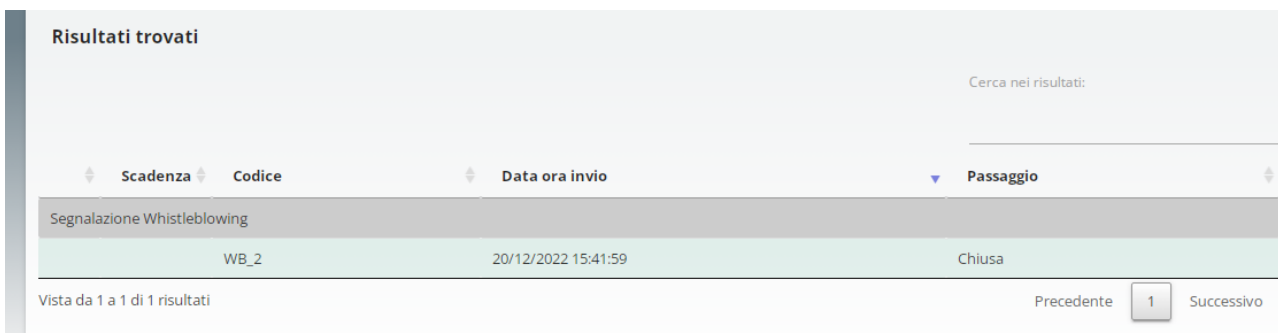 Risultati trovati
Cerca nei risultati:
Scadenza Codice Data ora invio Passaggio
Segnalazione Whistleblowing
WB_2 20/12/2022 15:41:59 Chiusa
Vista da 1 a 1 di 1 risultati Precedente 1 Successivo